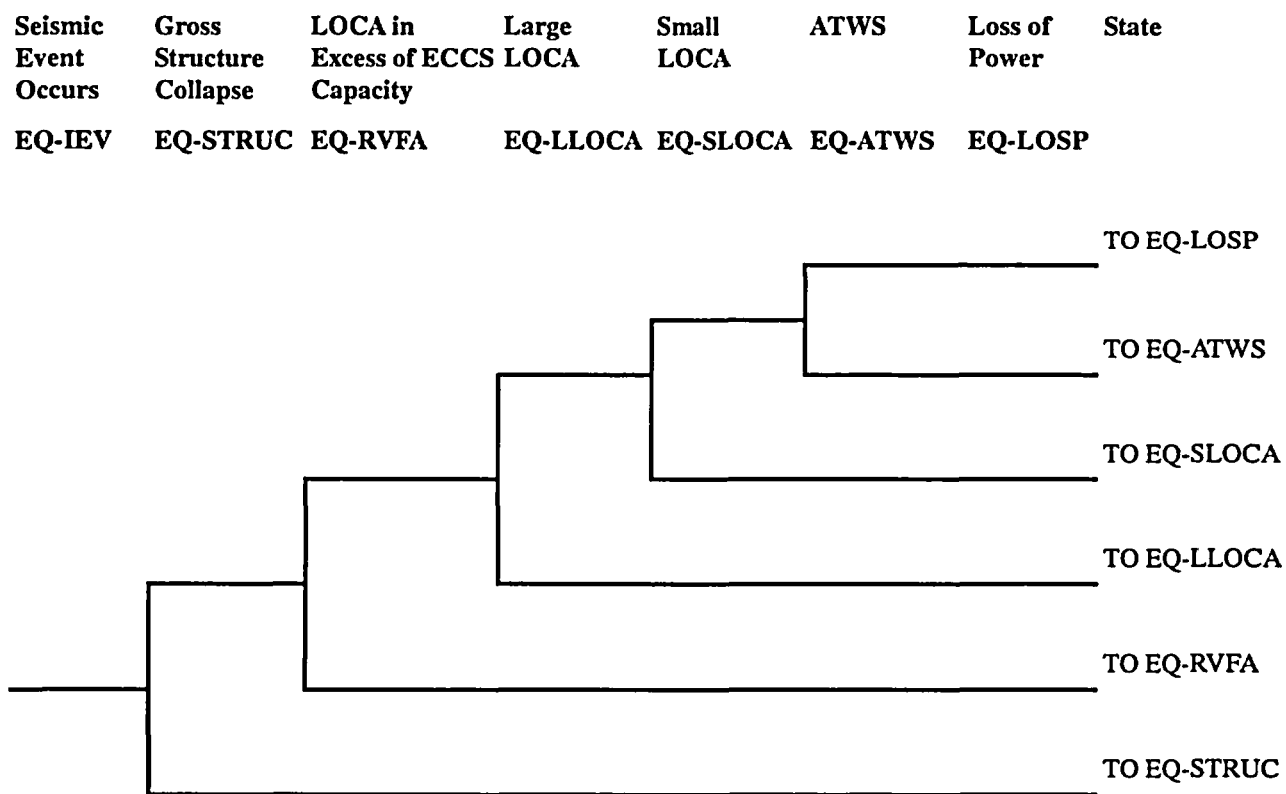 Seismic Gross LOCA in Large Small ATWS Loss of State
Event Structure Excess of ECCS LOCA LOCA Power
Occurs Collapse Capacity
EQ-IEV EQ-STRUC EQ-RVFA EQ-LLOCA EQ-SLOCA EQ-ATWS EQ-LOSP
TO EQ-LOSP
TO EQ-ATWS
TO EQ-SLOCA
TO EQ-LLOCA
TO EQ-RVFA
TO EQ-STRUC